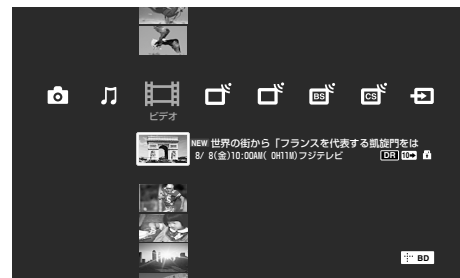 BS
CS
ビデオ
NEW 世界の街から「フランスを代表する凱旋門をは
8/ 8(金)10:00AM( 0H11M)フジテレビ
DR
BD